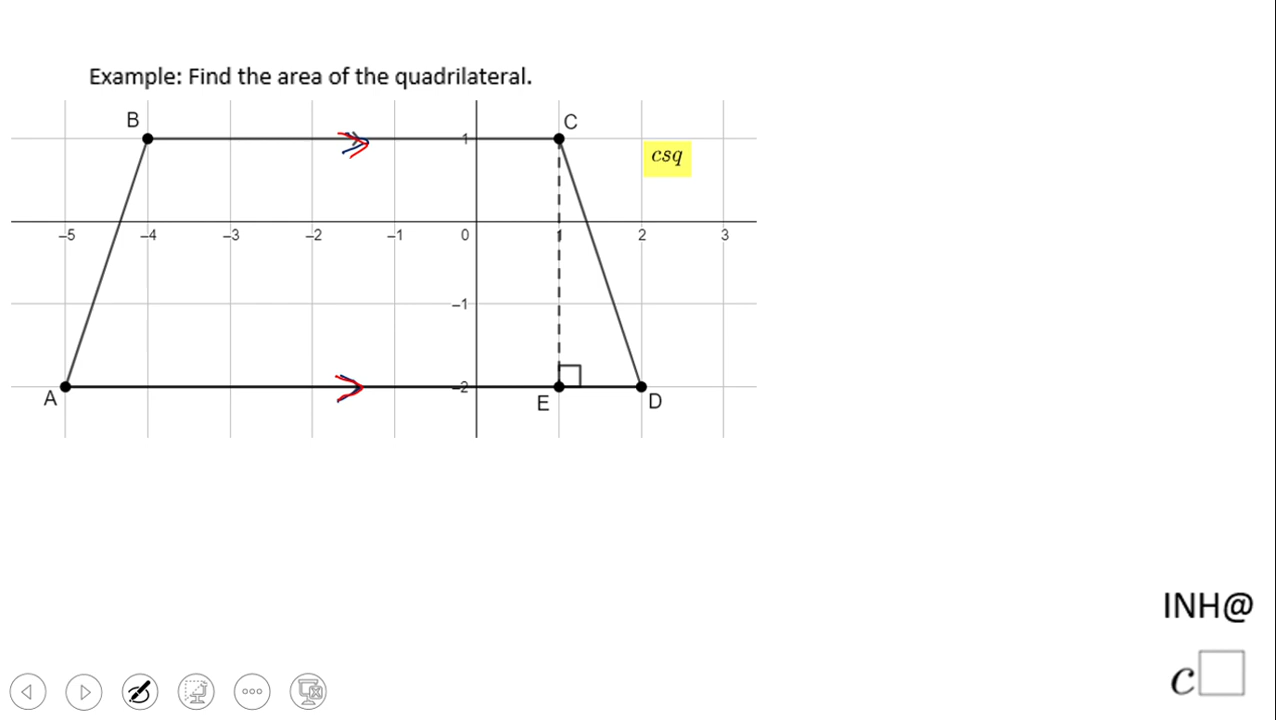 Example: Find the area of the quadrilateral.
B
C
1
csq
–5 –4 –3 –2 –1 0 1 2 3
–1
–2
A
E
D
INH@
c